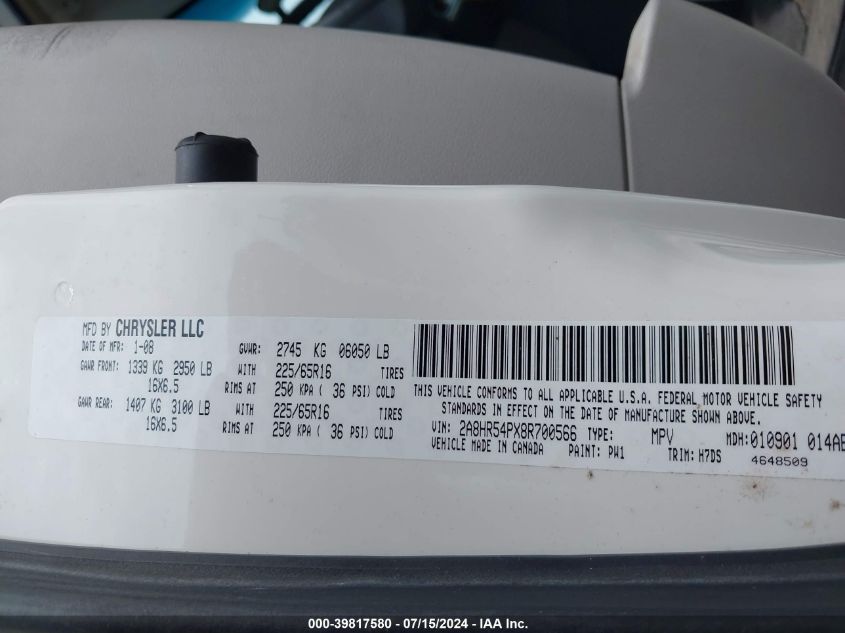 MFD BY CHRYSLER LLC
DATE OF MFR: 1-08 GVWR: 2745 KG 06050 LB
GAWR FRONT: 1339 KG 2950 LB WITH 225/65R16 TIRES
16X6.5 RIMS AT 250 KPA ( 36 PSI) COLD
GAWR REAR: 1407 KG 3100 LB WITH 225/65R16 TIRES
16X6.5 RIMS AT 250 KPA ( 36 PSI) COLD
THIS VEHICLE CONFORMS TO ALL APPLICABLE U.S.A. FEDERAL MOTOR VEHICLE SAFETY
STANDARDS IN EFFECT ON THE DATE OF MANUFACTURE SHOWN ABOVE.
VIN: 2A8HR54PX8R700566 TYPE: MPV MDH:010901 014AE
VEHICLE MADE IN CANADA PAINT: PW1 TRIM: H7DS
4648509
000-39817580 / 07/15/2024 - © IAA Inc.